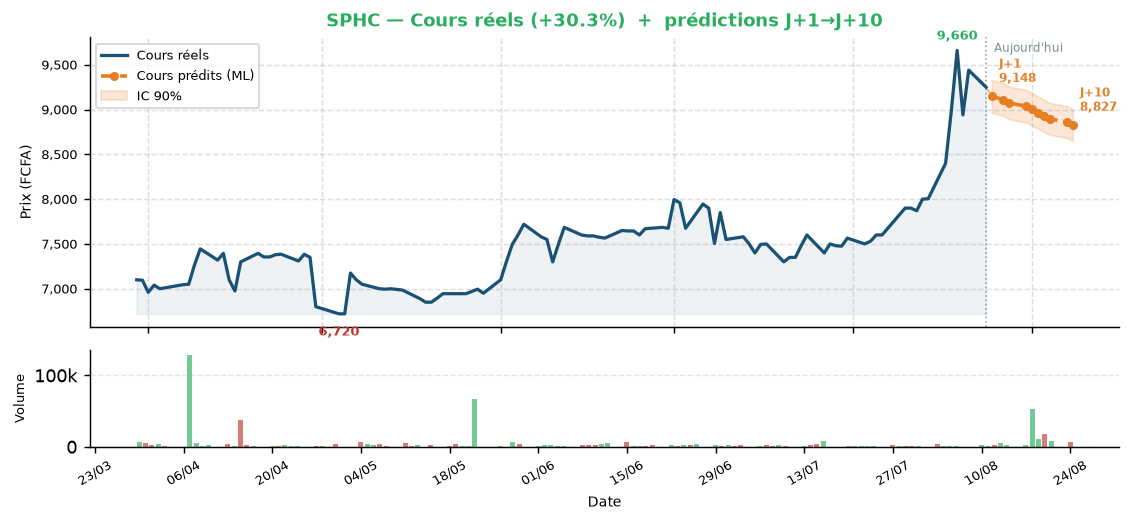 SPHC — Cours réels (+30.3%) + prédictions J+1→J+10
9,660
Aujourd'hui
Cours réels
Cours prédits (ML)
IC 90%
J+1
9,148
J+10
8,827
9,500
9,000
8,500
8,000
7,500
7,000
Prix (FCFA)
6,720
100k
0
Volume
23/03
06/04
20/04
04/05
18/05
01/06
15/06
29/06
13/07
27/07
10/08
24/08
Date